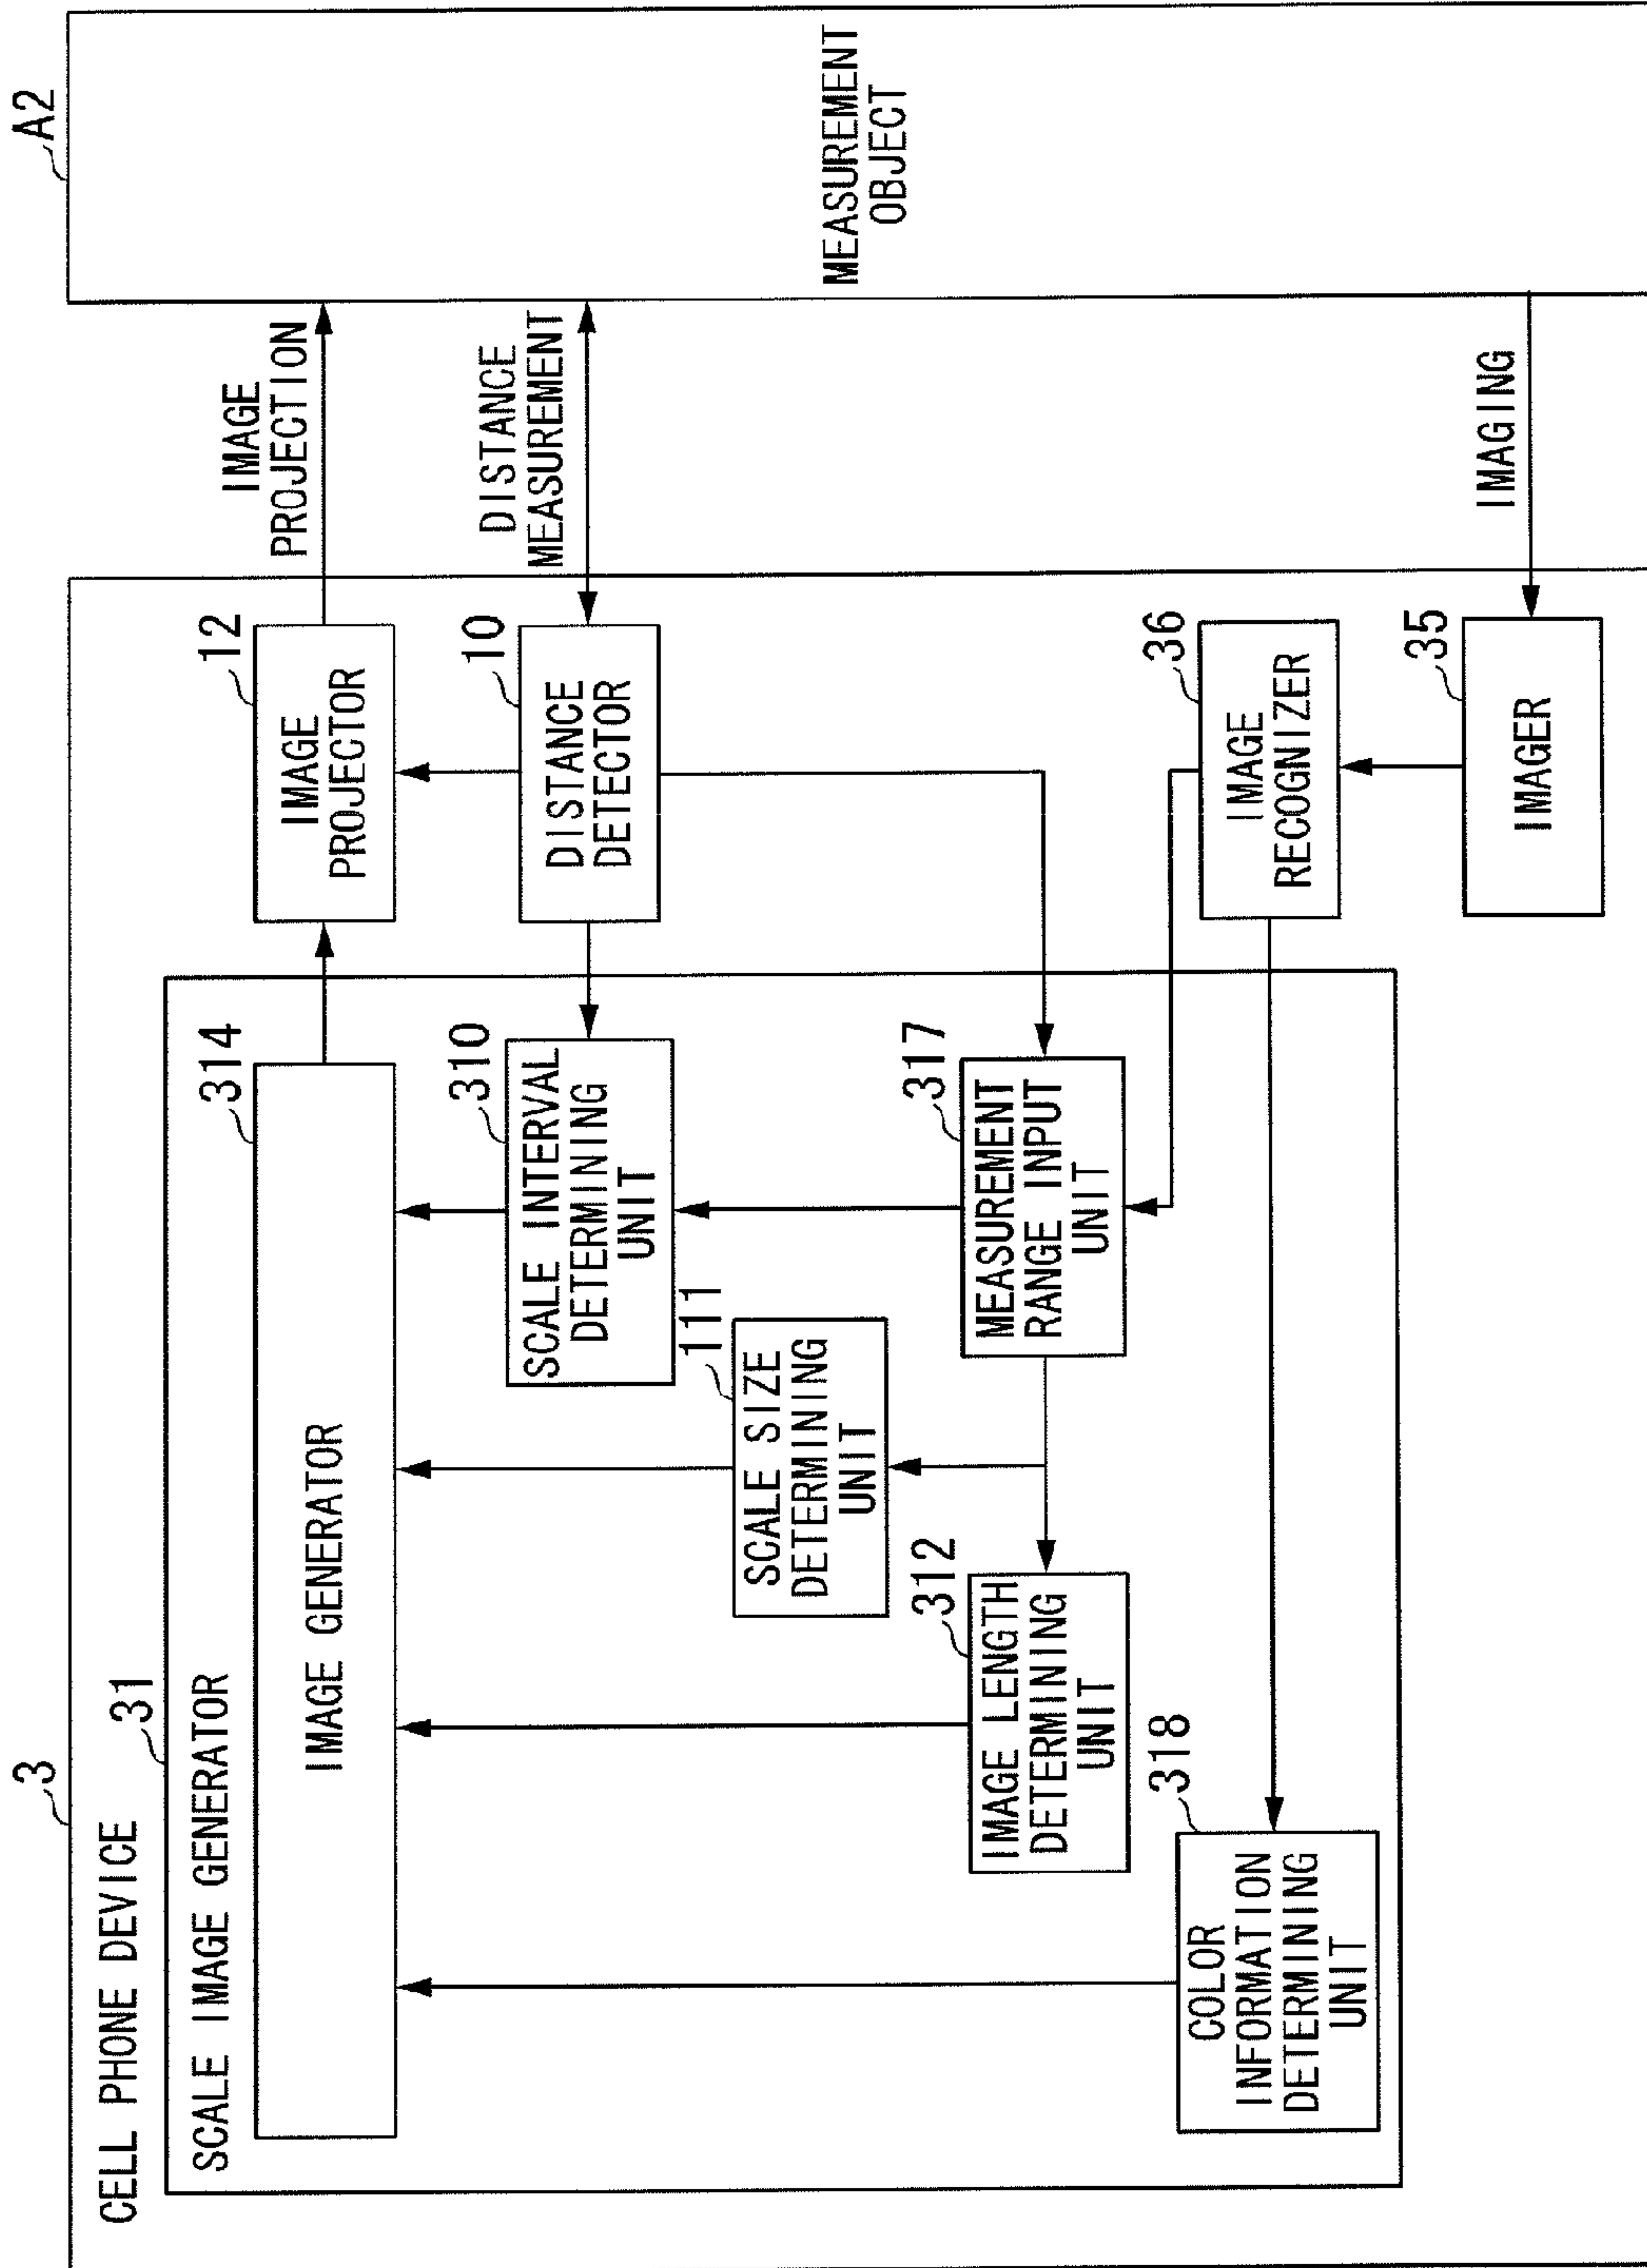 3
CELL PHONE DEVICE
31
SCALE IMAGE GENERATOR
314
IMAGE GENERATOR
12
IMAGE
PROJECTOR
IMAGE
PROJECTION
A2
MEASUREMENT
OBJECT
310
SCALE INTERVAL
DETERMINING
UNIT
10
DISTANCE
DETECTOR
DISTANCE
MEASUREMENT
111
SCALE SIZE
DETERMINING
UNIT
312
IMAGE LENGTH
DETERMINING
UNIT
317
MEASUREMENT
RANGE INPUT
UNIT
318
COLOR
INFORMATION
DETERMINING
UNIT
36
IMAGE
RECOGNIZER
35
IMAGER
IMAGING